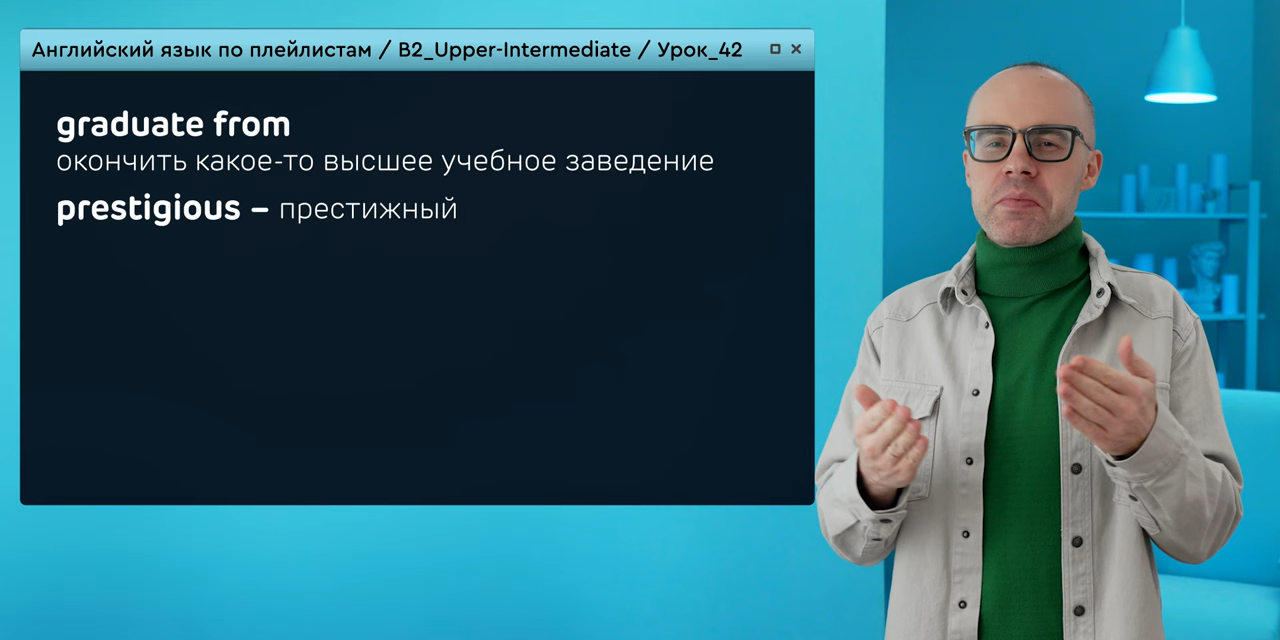 Английский язык по плейлистам / B2_Upper-Intermediate / Урок_42
graduate from
окончить какое-то высшее учебное заведение
prestigious – престижный